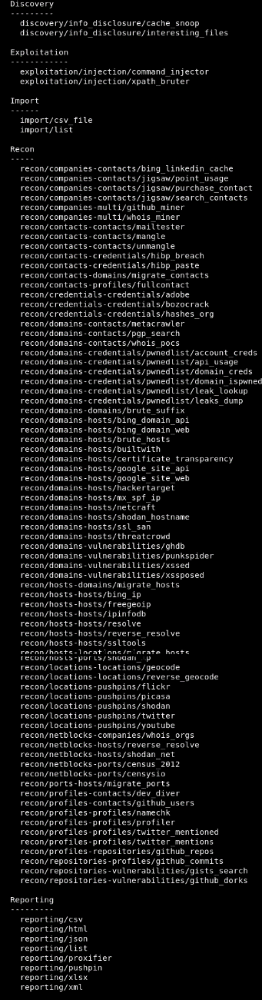 Discovery
---------
discovery/info_disclosure/cache_snoop
discovery/info_disclosure/interesting_files
Exploitation
------------
exploitation/injection/command_injector
exploitation/injection/xpath_bruter
Import
------
import/csv_file
import/list
Recon
-----
recon/companies-contacts/bing_linkedin_cache
recon/companies-contacts/jigsaw/point_usage
recon/companies-contacts/jigsaw/purchase_contact
recon/companies-contacts/jigsaw/search_contacts
recon/companies-multi/github_miner
recon/companies-multi/whois_miner
recon/contacts-contacts/mailtester
recon/contacts-contacts/mangle
recon/contacts-contacts/unmangle
recon/contacts-credentials/hibp_breach
recon/contacts-credentials/hibp_paste
recon/contacts-domains/migrate_contacts
recon/contacts-profiles/fullcontact
recon/credentials-credentials/adobe
recon/credentials-credentials/bozocrack
recon/credentials-credentials/hashes_org
recon/domains-contacts/metacrawler
recon/domains-contacts/pgp_search
recon/domains-contacts/whois_pocs
recon/domains-credentials/pwnedlist/account_creds
recon/domains-credentials/pwnedlist/api_usage
recon/domains-credentials/pwnedlist/domain_creds
recon/domains-credentials/pwnedlist/domain_ispwned
recon/domains-credentials/pwnedlist/leak_lookup
recon/domains-credentials/pwnedlist/leaks_dump
recon/domains-domains/brute_suffix
recon/domains-hosts/bing_domain_api
recon/domains-hosts/bing_domain_web
recon/domains-hosts/brute_hosts
recon/domains-hosts/builtwith
recon/domains-hosts/certificate_transparency
recon/domains-hosts/google_site_api
recon/domains-hosts/google_site_web
recon/domains-hosts/hackertarget
recon/domains-hosts/mx_spf_ip
recon/domains-hosts/netcraft
recon/domains-hosts/shodan_hostname
recon/domains-hosts/ssl_san
recon/domains-hosts/threatcrowd
recon/domains-vulnerabilities/ghdb
recon/domains-vulnerabilities/punkspider
recon/domains-vulnerabilities/xssed
recon/domains-vulnerabilities/xssposed
recon/hosts-domains/migrate_hosts
recon/hosts-hosts/bing_ip
recon/hosts-hosts/freegeoip
recon/hosts-hosts/ipinfodb
recon/hosts-hosts/resolve
recon/hosts-hosts/reverse_resolve
recon/hosts-hosts/ssltools
recon/hosts-locations/migrate_hosts
recon/hosts-ports/shodan_ip
recon/locations-locations/geocode
recon/locations-locations/reverse_geocode
recon/locations-pushpins/flickr
recon/locations-pushpins/picasa
recon/locations-pushpins/shodan
recon/locations-pushpins/twitter
recon/locations-pushpins/youtube
recon/netblocks-companies/whois_orgs
recon/netblocks-hosts/reverse_resolve
recon/netblocks-hosts/shodan_net
recon/netblocks-ports/census_2012
recon/netblocks-ports/censysio
recon/ports-hosts/migrate_ports
recon/profiles-contacts/dev_diver
recon/profiles-contacts/github_users
recon/profiles-profiles/namechk
recon/profiles-profiles/profiler
recon/profiles-profiles/twitter_mentioned
recon/profiles-profiles/twitter_mentions
recon/profiles-repositories/github_repos
recon/repositories-profiles/github_commits
recon/repositories-vulnerabilities/gists_search
recon/repositories-vulnerabilities/github_dorks
Reporting
---------
reporting/csv
reporting/html
reporting/json
reporting/list
reporting/proxifier
reporting/pushpin
reporting/xlsx
reporting/xml